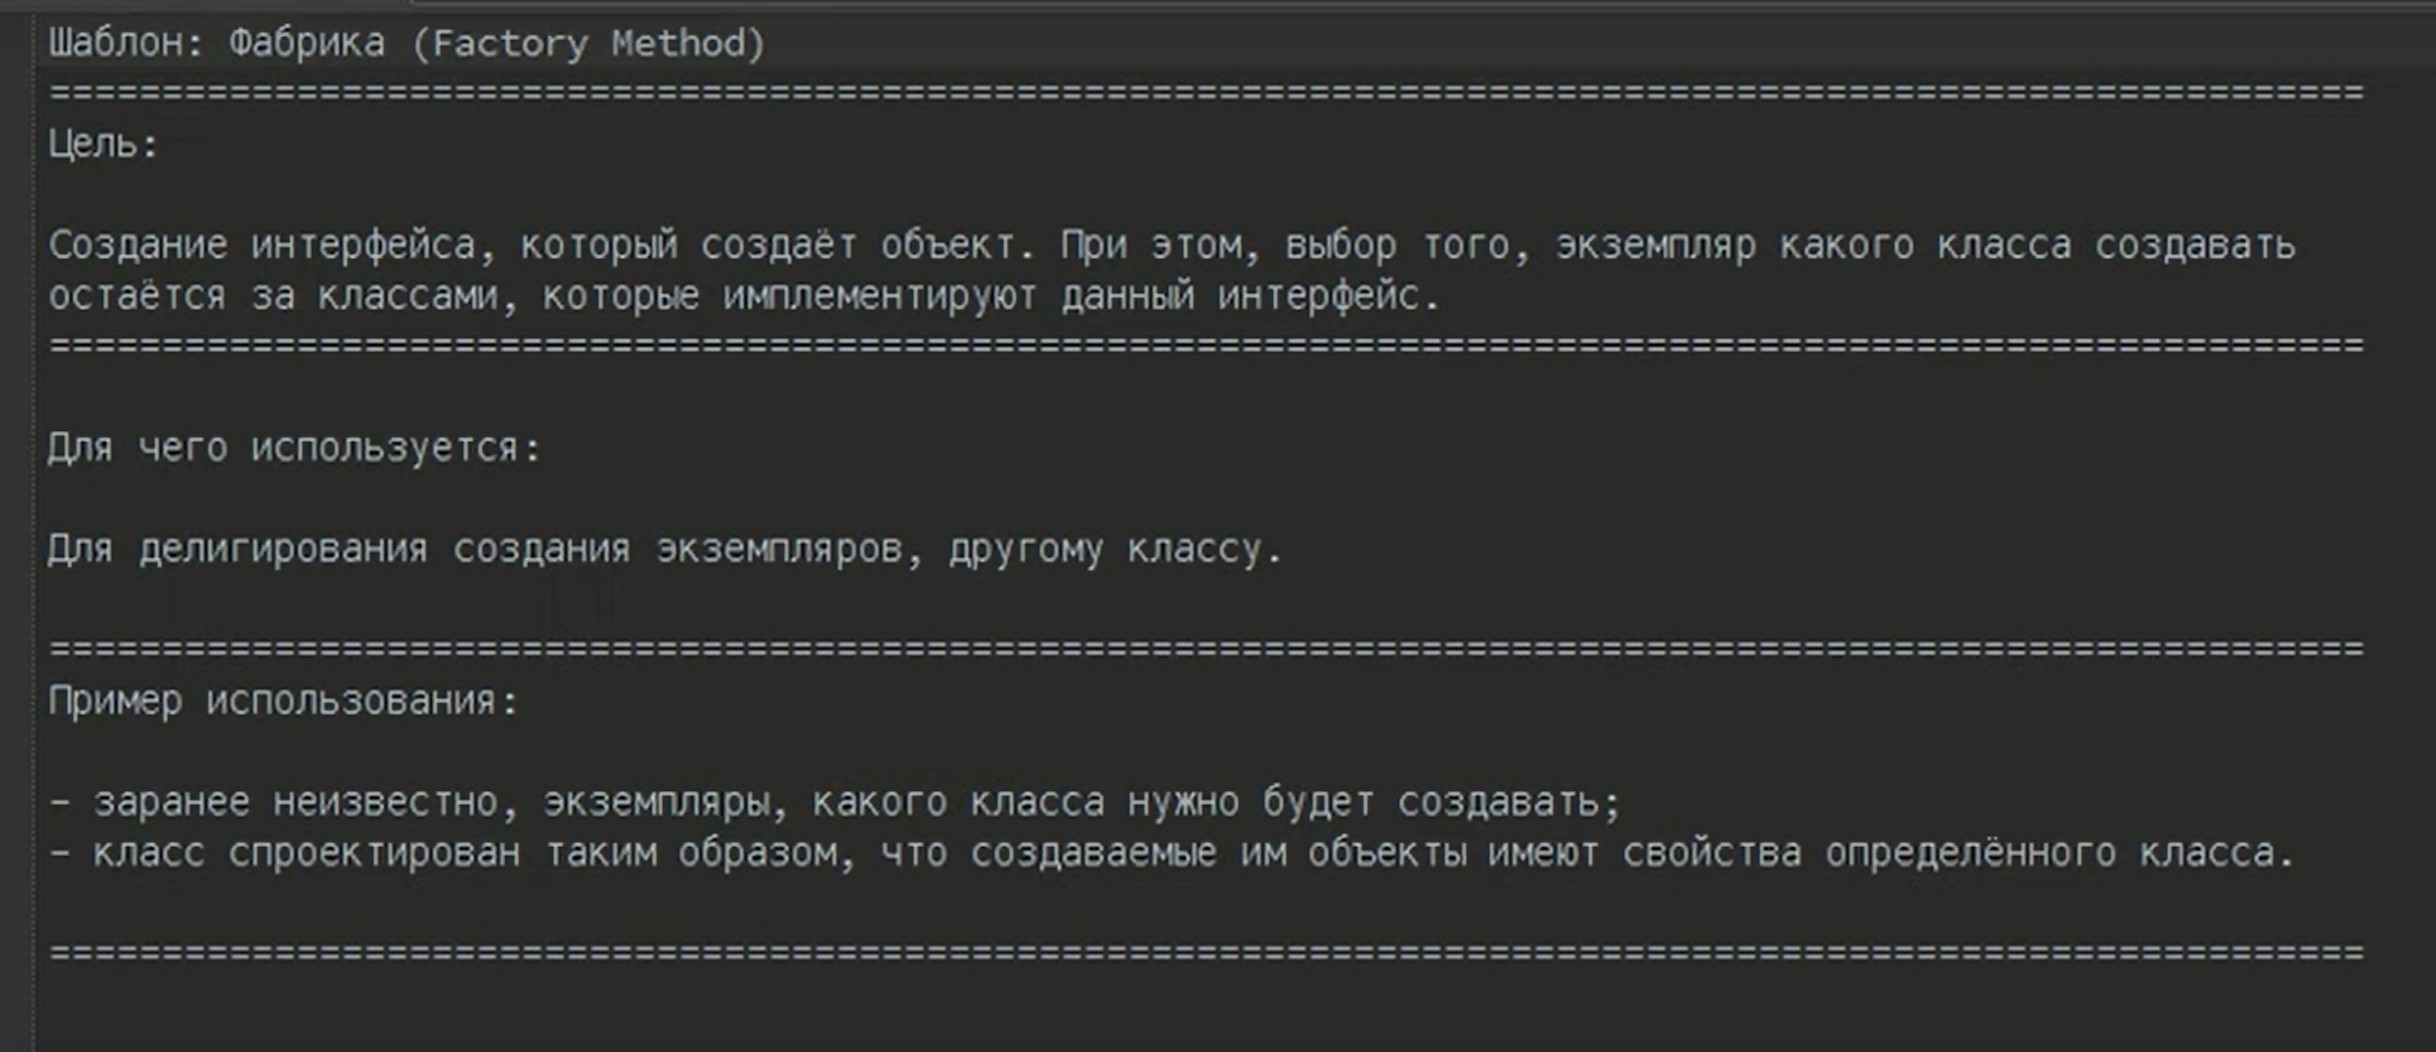 Шаблон: Фабрика (Factory Method)
=======================================================================================================
Цель:
Создание интерфейса, который создаёт объект. При этом, выбор того, экземпляр какого класса создавать
остаётся за классами, которые имплементируют данный интерфейс.
=======================================================================================================
Для чего используется:
Для делигирования создания экземпляров, другому классу.
=======================================================================================================
Пример использования:
- заранее неизвестно, экземпляры, какого класса нужно будет создавать;
- класс спроектирован таким образом, что создаваемые им объекты имеют свойства определённого класса.
=======================================================================================================